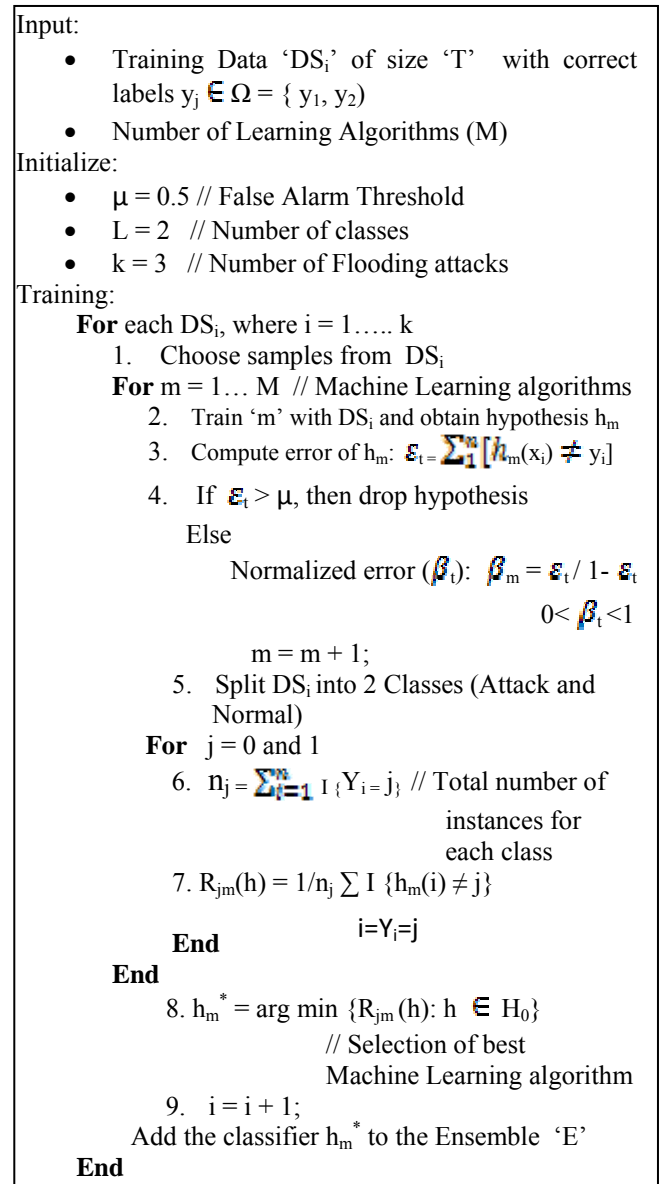 Input:
• Training Data ‘DSᵢ’ of size ‘T’ with correct
labels yⱼ ∈ Ω = { y₁, y₂)
• Number of Learning Algorithms (M)
Initialize:
• μ = 0.5 // False Alarm Threshold
• L = 2 // Number of classes
• k = 3 // Number of Flooding attacks
Training:
For each DSᵢ, where i = 1….. k
1. Choose samples from DSᵢ
For m = 1… M // Machine Learning algorithms
2. Train ‘m’ with DSᵢ and obtain hypothesis hₘ
3. Compute error of hₘ: εₜ = ∑₁ⁿ[hₘ(xᵢ) ≠ yᵢ]
4. If εₜ > μ, then drop hypothesis
Else
Normalized error (βₜ): βₘ = εₜ / 1- εₜ
0< βₜ <1
m = m + 1;
5. Split DSᵢ into 2 Classes (Attack and
Normal)
For j = 0 and 1
6. nⱼ = ∑ᵢ₌₁ⁿ I {Yᵢ = j} // Total number of
instances for
each class
7. Rⱼₘ(h) = 1/nⱼ ∑ I {hₘ(i) ≠ j}
i=Yᵢ=j
End
End
8. hₘ* = arg min {Rⱼₘ (h): h ∈ H₀}
// Selection of best
Machine Learning algorithm
9. i = i + 1;
Add the classifier hₘ* to the Ensemble ‘E’
End